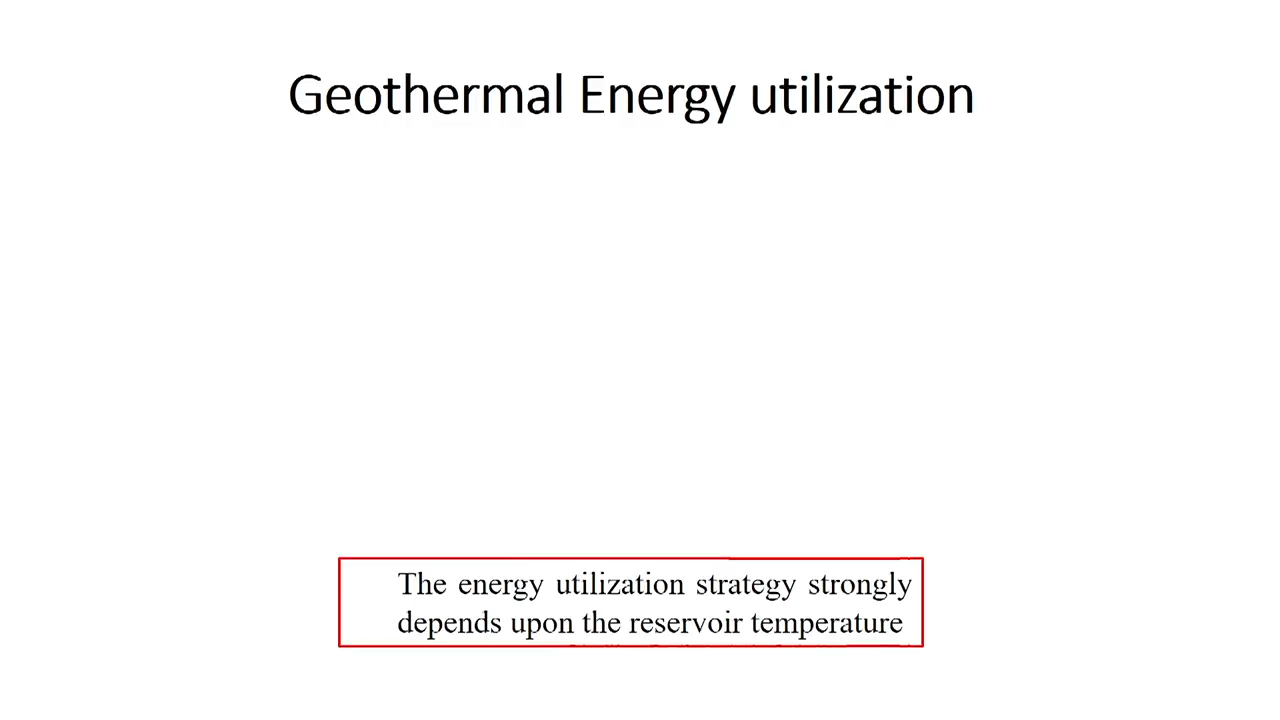 Geothermal Energy utilization
The energy utilization strategy strongly
depends upon the reservoir temperature